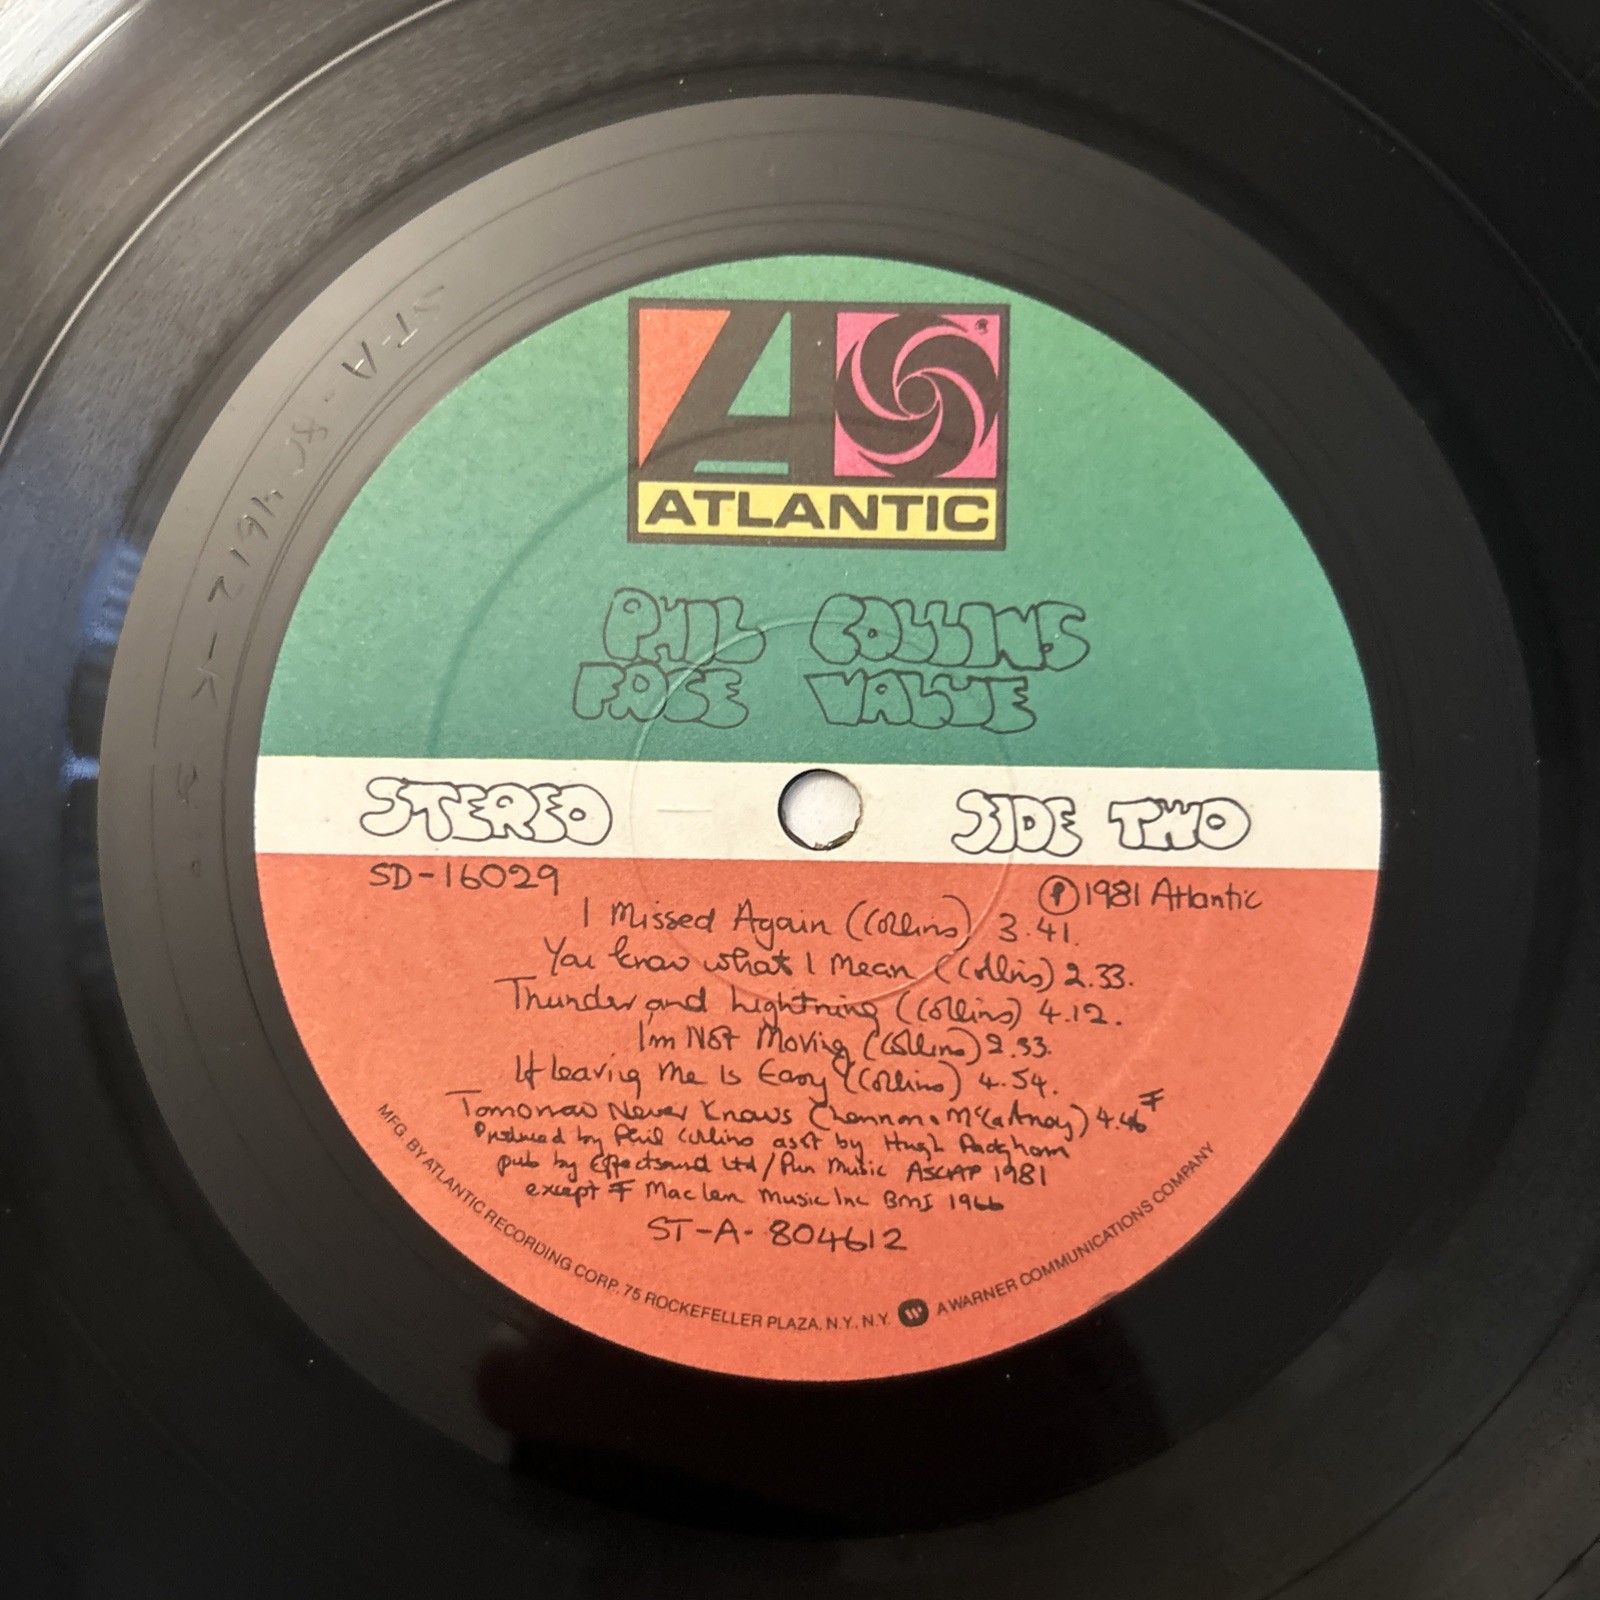 ATLANTIC
®
PHIL COLLINS
FACE VALUE
STEREO
SIDE TWO
SD-16029
℗1981 Atlantic
I Missed Again (Collins) 3.41.
You know what I Mean (Collins) 2.33.
Thunder and Lightning (Collins) 4.12.
I'm Not Moving (Collins) 2.33.
If Leaving Me Is Easy (Collins) 4.54.
Tomorrow Never Knows (Lennon. McCartney) 4.46 Ŧ
Produced by Phil Collins asst by Hugh Padgham
pub by Effectsound Ltd/Pun Music ASCAP 1981
except Ŧ Maclen Music Inc BMI 1966
ST-A-804612
MFG. BY ATLANTIC RECORDING CORP. 75 ROCKEFELLER PLAZA, N.Y., N.Y. W A WARNER COMMUNICATIONS COMPANY
ST-A-804612-K